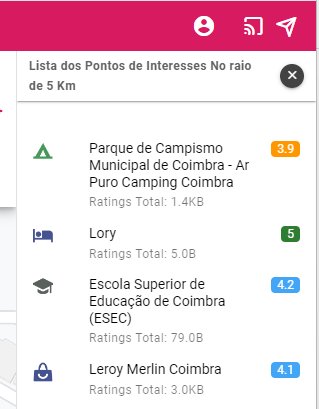 Lista dos Pontos de Interesses No raio
de 5 Km
Parque de Campismo
Municipal de Coimbra - Ar
Puro Camping Coimbra
3.9
Ratings Total: 1.4KB
Lory
5
Ratings Total: 5.0B
Escola Superior de
Educação de Coimbra
(ESEC)
4.2
Ratings Total: 79.0B
Leroy Merlin Coimbra
4.1
Ratings Total: 3.0KB